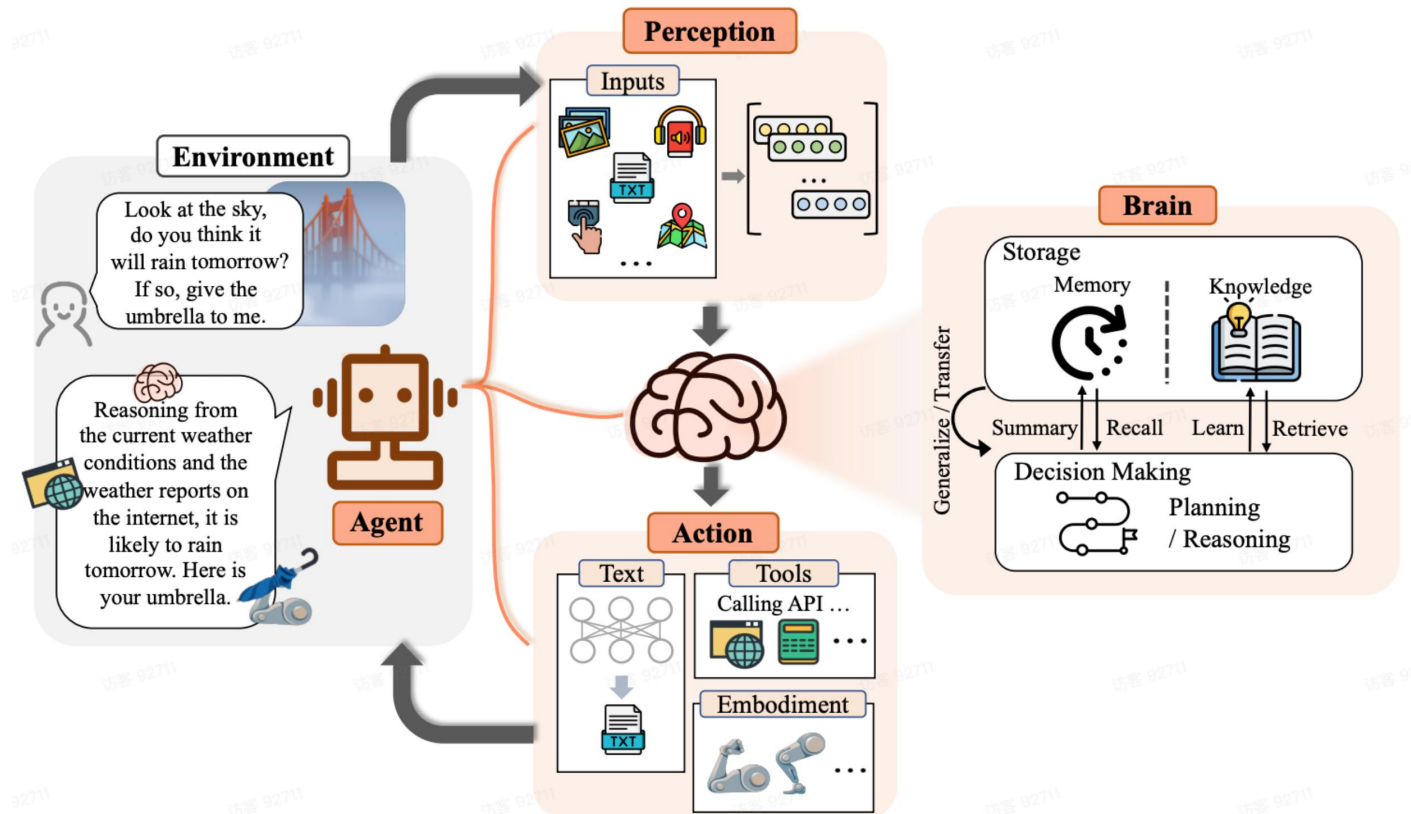 Perception
Inputs
TXT
...
...
Environment
Look at the sky,
do you think it
will rain tomorrow?
If so, give the
umbrella to me.
Reasoning from
the current weather
conditions and the
weather reports on
the internet, it is
likely to rain
tomorrow. Here is
your umbrella.
Agent
Brain
Storage
Memory
Knowledge
Generalize / Transfer
Summary
Recall
Learn
Retrieve
Decision Making
Planning
/ Reasoning
Action
Text
TXT
Tools
Calling API ...
...
Embodiment
...
访客 92711